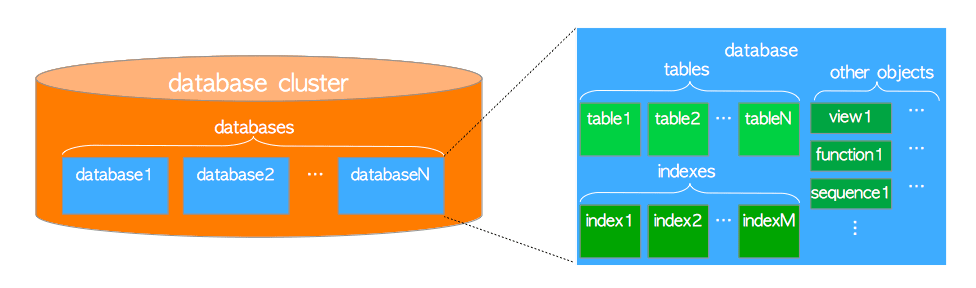 database cluster
databases
database1 database2 ... databaseN
database
tables
table1 table2 ... tableN
indexes
index1 index2 ... indexM
other objects
view1 ...
function1 ...
sequence1 ...
...